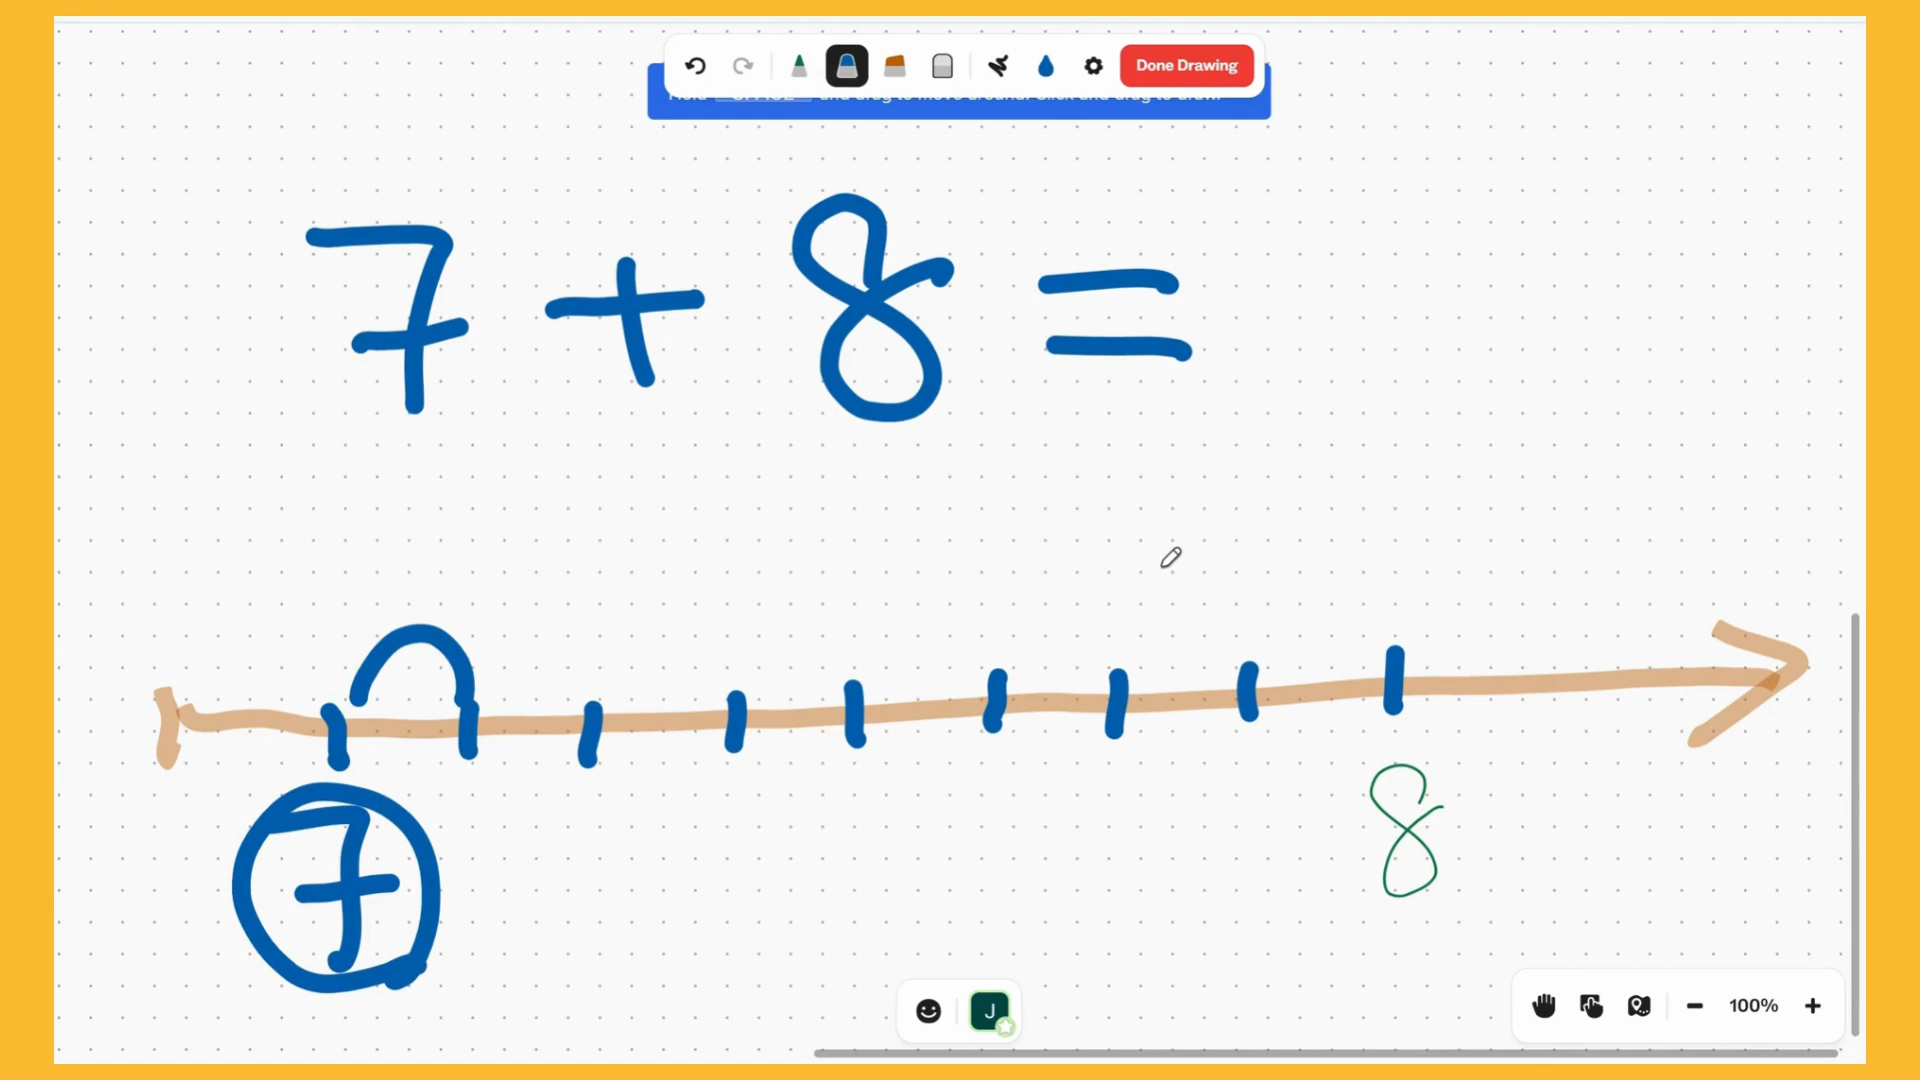 Done Drawing
7 + 8 =
8
7
J
100%